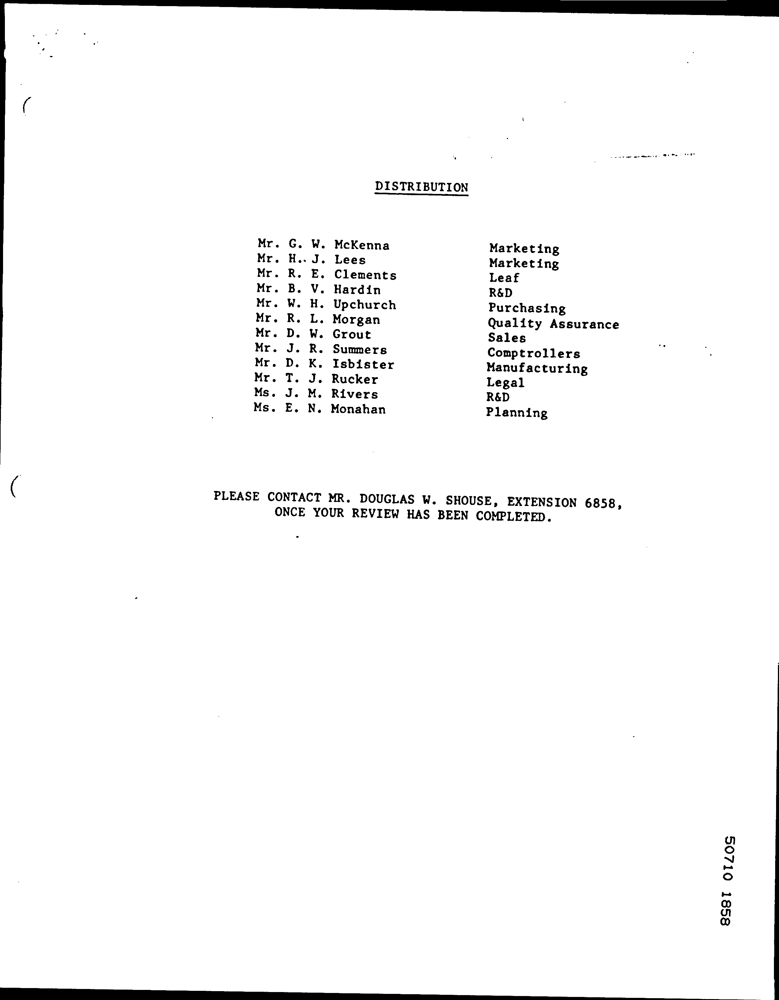 DISTRIBUTION
Mr. G. W. McKenna Marketing
Mr. H. J. Lees Marketing
Mr. R. E. Clements Leaf
Mr. B. V. Hardin R&D
Mr. W. H. Upchurch Purchasing
Mr. R. L. Morgan Quality Assurance
Mr. D. W. Grout Sales
Mr. J. R. Summers Comptrollers
Mr. D. K. Isbister Manufacturing
Mr. T. J. Rucker Legal
Ms. J. M. Rivers R&D
Ms. E. N. Monahan Planning
PLEASE CONTACT MR. DOUGLAS W. SHOUSE, EXTENSION 6858,
ONCE YOUR REVIEW HAS BEEN COMPLETED.
50710 1858